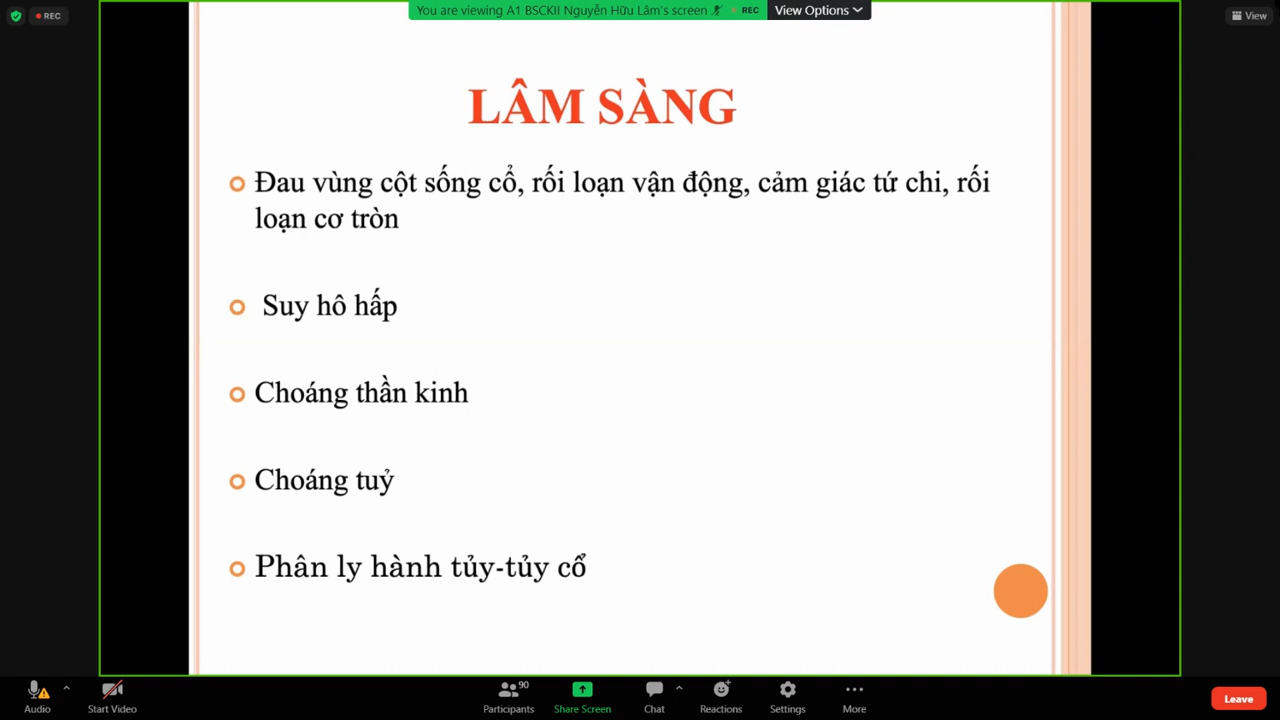 You are viewing A1 BSCKII Nguyễn Hữu Lâm's screen
REC
View Options
REC
View
LÂM SÀNG
Đau vùng cột sống cổ, rối loạn vận động, cảm giác tứ chi, rối
loạn cơ tròn
Suy hô hấp
Choáng thần kinh
Choáng tuỷ
Phân ly hành tủy-tủy cổ
Audio
Start Video
90
Participants
Share Screen
Chat
Reactions
Settings
More
Leave